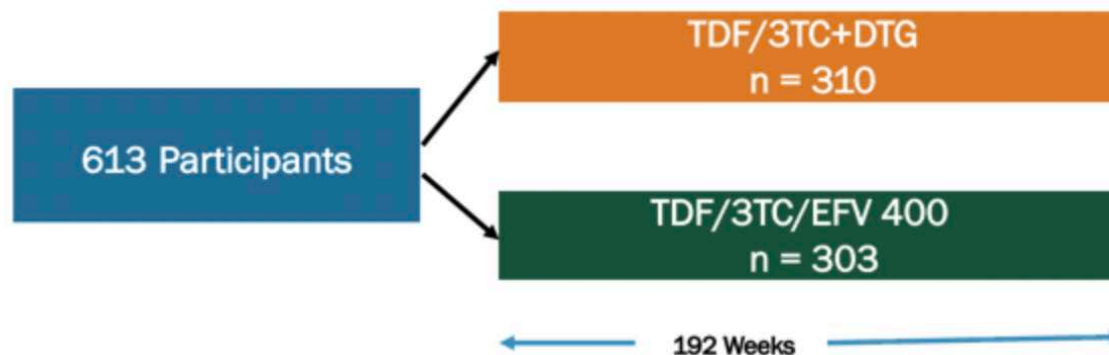 TDF/3TC+DTG
n = 310
613 Participants
TDF/3TC/EFV 400
n = 303
192 Weeks